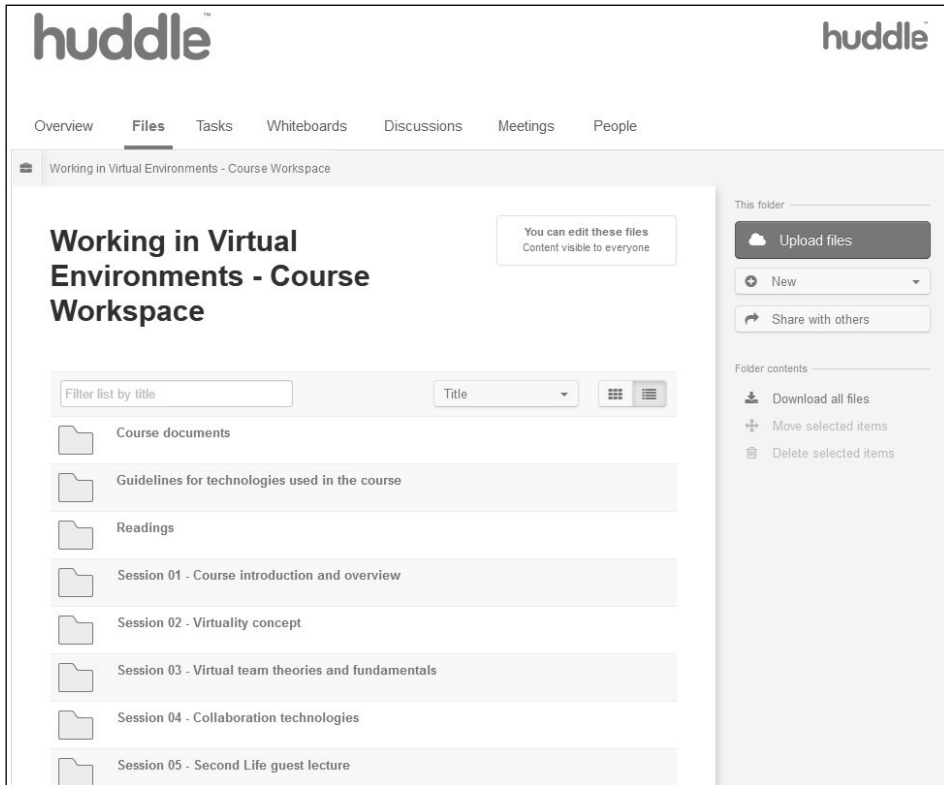 huddle™
huddle
Overview Files Tasks Whiteboards Discussions Meetings People
Working in Virtual Environments - Course Workspace
Working in Virtual
Environments - Course
Workspace
You can edit these files
Content visible to everyone
Filter list by title
Title
Course documents
Guidelines for technologies used in the course
Readings
Session 01 - Course introduction and overview
Session 02 - Virtuality concept
Session 03 - Virtual team theories and fundamentals
Session 04 - Collaboration technologies
Session 05 - Second Life guest lecture
This folder
Upload files
New
Share with others
Folder contents
Download all files
Move selected items
Delete selected items